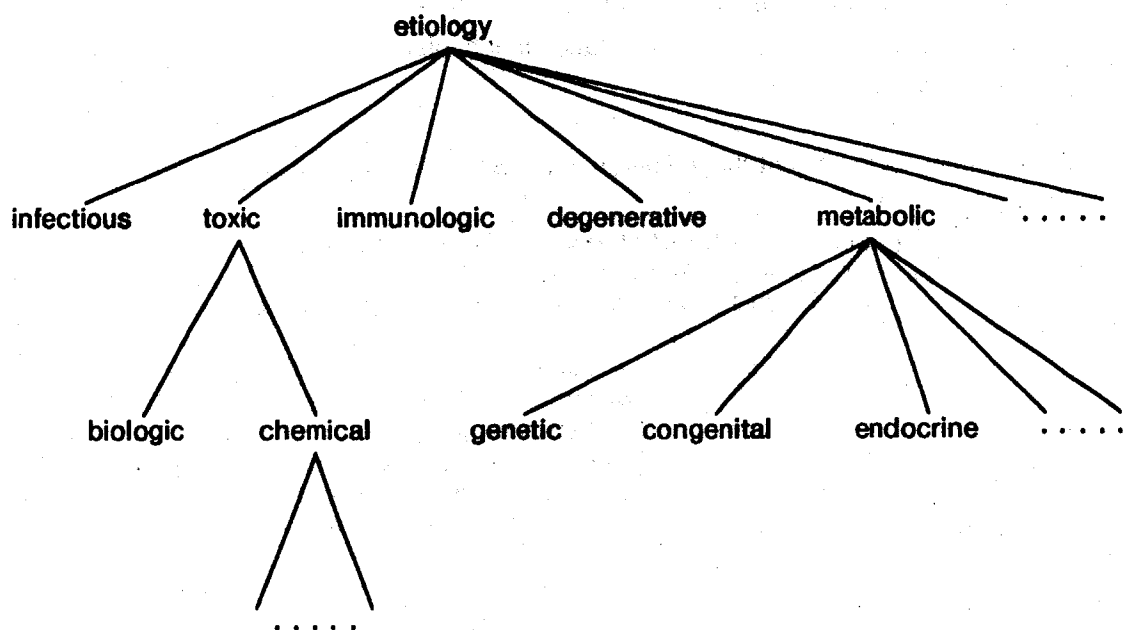 etiology
infectious toxic immunologic degenerative metabolic . . . . .
biologic chemical genetic congenital endocrine . . . . .
. . . . .